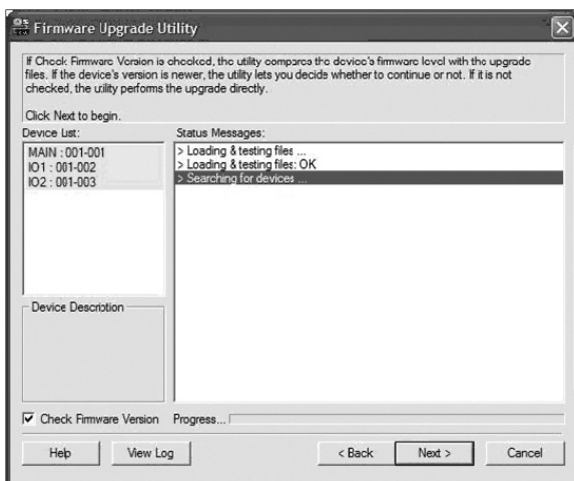 Firmware Upgrade Utility
If Check Firmware Version is checked, the utility compares the device's firmware level with the upgrade
files. If the device's version is newer, the utility lets you decide whether to continue or not. If it is not
checked, the utility performs the upgrade directly.
Click Next to begin.
Device List:
MAIN : 001-001
IO1 : 001-002
IO2 : 001-003
Status Messages:
> Loading & testing files ...
> Loading & testing files: OK
> Searching for devices ...
Device Description
Check Firmware Version
Progress...
Help
View Log
< Back
Next >
Cancel